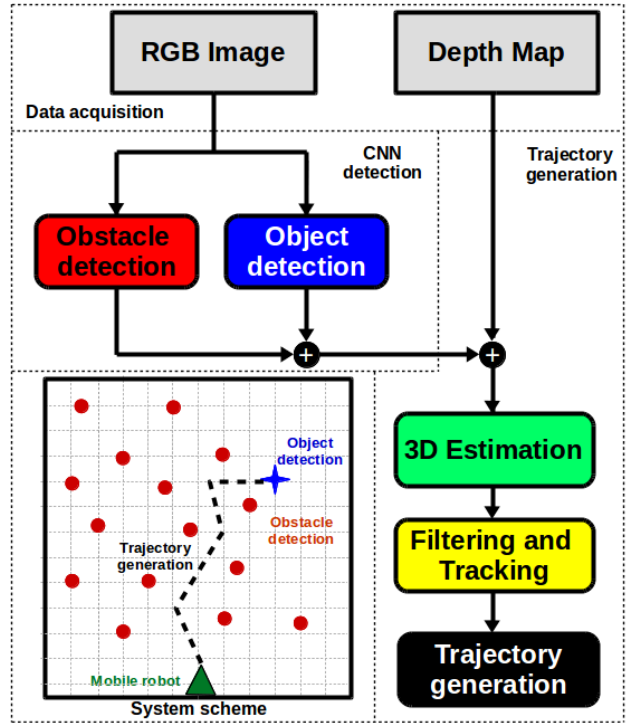 RGB Image
Depth Map
Data acquisition
CNN
detection
Trajectory
generation
Obstacle
detection
Object
detection
+
+
Object
detection
Obstacle
detection
Trajectory
generation
Mobile robot
System scheme
3D Estimation
Filtering and
Tracking
Trajectory
generation